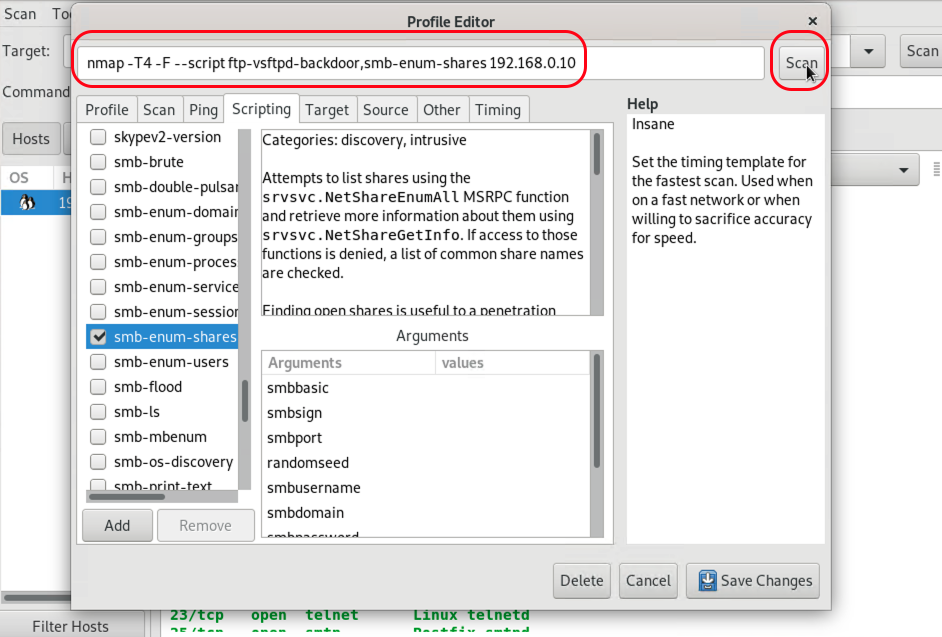 Scan
Profile Editor
×
Target:
nmap -T4 -F --script ftp-vsftpd-backdoor,smb-enum-shares 192.168.0.10
Scan
Scan
Command
Profile
Scan
Ping
Scripting
Target
Source
Other
Timing
Help
Hosts
OS
skypev2-version
smb-brute
smb-double-pulsar
smb-enum-domain
smb-enum-groups
smb-enum-proces
smb-enum-service
smb-enum-session
smb-enum-shares
smb-enum-users
smb-flood
smb-ls
smb-mbenum
smb-os-discovery
smb-print-text
Categories: discovery, intrusive
Attempts to list shares using the
srvsvc.NetShareEnumAll MSRPC function
and retrieve more information about them using
srvsvc.NetShareGetInfo. If access to those
functions is denied, a list of common share names
are checked.
Finding open shares is useful to a penetration
Arguments
Arguments
values
smbbasic
smbsign
smbport
randomseed
smbusername
smbdomain
smbpassword
Insane
Set the timing template for
the fastest scan. Used when
on a fast network or when
willing to sacrifice accuracy
for speed.
Add
Remove
Delete
Cancel
Save Changes
Filter Hosts
23/tcp open telnet Linux telnetd
25/tcp open smtp Postfix smtpd